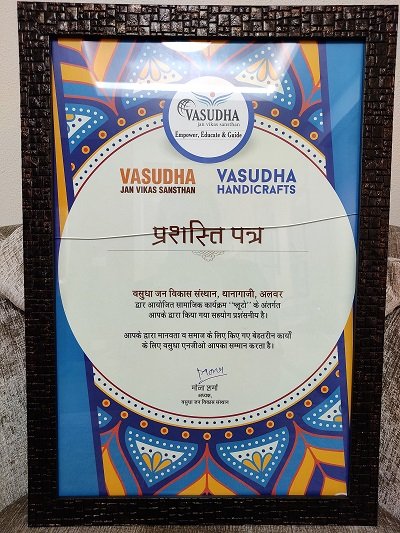 VASUDHA
jan vikas sansthan
Empower, Educate & Guide
VASUDHA
JAN VIKAS SANSTHAN
VASUDHA
HANDICRAFTS
प्रशस्ति पत्र
वसुधा जन विकास संस्थान, थानागाजी, अलवर
द्वार आयोजित सामाजिक कार्यक्रम के अंतर्गत
आपके द्वारा किया गया सहयोग प्रशंसनीय है।
आपके द्वारा मानवता व समाज के लिए किए गए बेहतरीन कार्यों
के लिए वसुधा एनजीओ आपका सम्मान करता है।
शर्मा
अध्यक्ष,
वसुधा जन विकास संस्थान